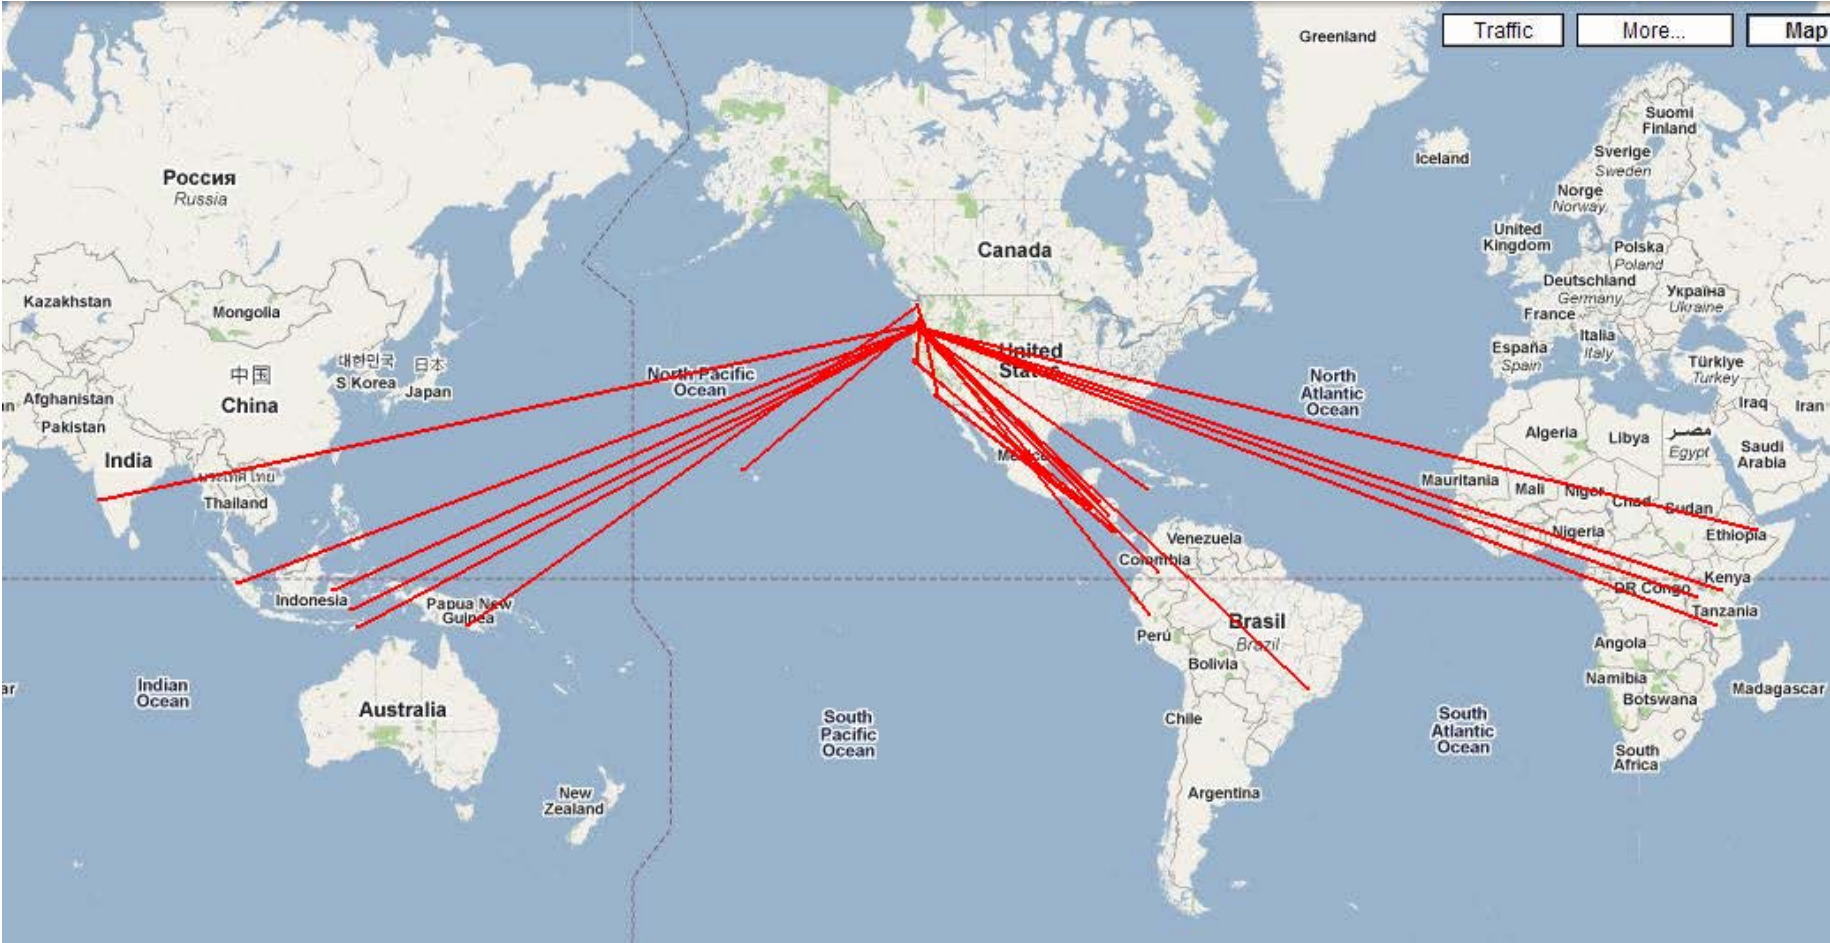 Greenland
Traffic
More...
Map
Suomi
Finland
Iceland
Sverige
Sweden
Россия
Russia
Norge
Norway
United
Kingdom
Canada
Polska
Poland
Deutschland
Germany
Україна
Ukraine
Kazakhstan
Mongolia
France
Italia
Italy
United
States
España
Spain
Türkiye
Turkey
대한민국
S Korea
日本
Japan
中国
China
North Pacific
Ocean
North
Atlantic
Ocean
Afghanistan
Pakistan
Iraq
Iran
Algeria
Libya
مصر
Egypt
Saudi
Arabia
India
Mexico
Thailand
Mauritania
Mali
Niger
Chad
Sudan
Nigeria
Ethiopia
Venezuela
Colombia
Kenya
DR Congo
Tanzania
Indonesia
Papua New
Guinea
Brasil
Brazil
Perú
Bolivia
Angola
Namibia
Botswana
Madagascar
ar
Indian
Ocean
Australia
South
Pacific
Ocean
Chile
South
Atlantic
Ocean
South
Africa
New
Zealand
Argentina